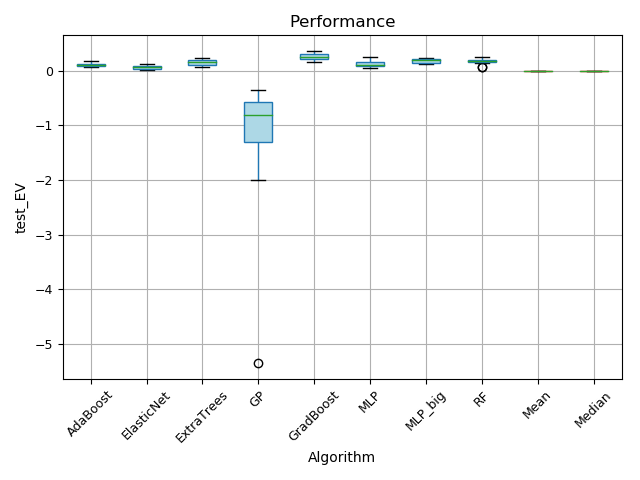 Performance
test_EV
0
−1
−2
−3
−4
−5
AdaBoost
ElasticNet
ExtraTrees
GP
GradBoost
MLP
MLP_big
RF
Mean
Median
Algorithm